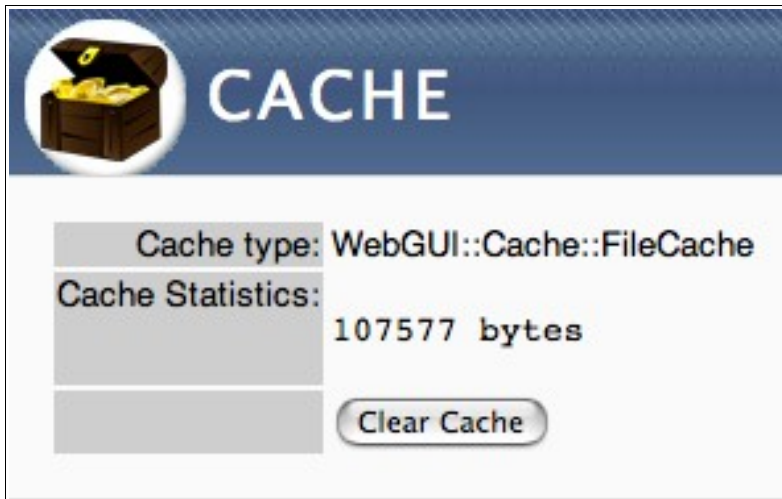 CACHE
Cache type: WebGUI::Cache::FileCache
Cache Statistics:
107577 bytes
Clear Cache